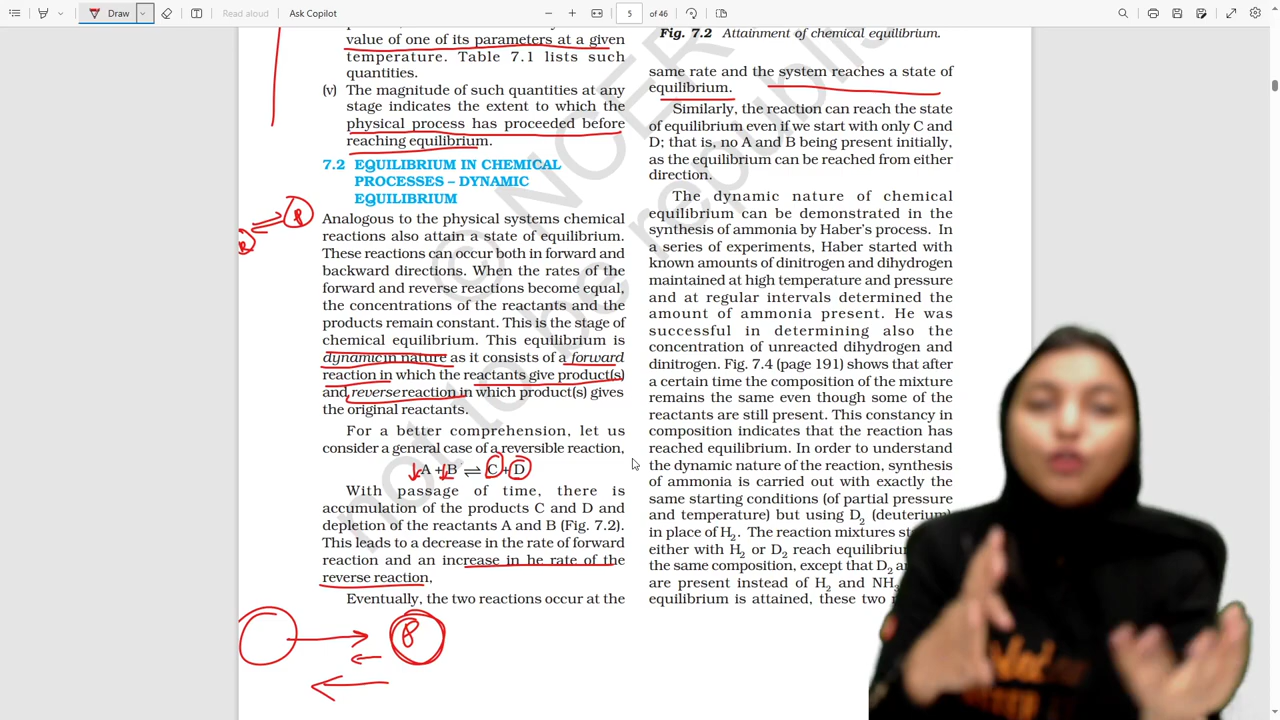 Draw
Read aloud
Ask Copilot
5
of 46
value of one of its parameters at a given
temperature. Table 7.1 lists such
quantities.
(v) The magnitude of such quantities at any
stage indicates the extent to which the
physical process has proceeded before
reaching equilibrium.
7.2 EQUILIBRIUM IN CHEMICAL
PROCESSES – DYNAMIC
EQUILIBRIUM
Analogous to the physical systems chemical
reactions also attain a state of equilibrium.
These reactions can occur both in forward and
backward directions. When the rates of the
forward and reverse reactions become equal,
the concentrations of the reactants and the
products remain constant. This is the stage of
chemical equilibrium. This equilibrium is
dynamic in nature as it consists of a forward
reaction in which the reactants give product(s)
and reverse reaction in which product(s) gives
the original reactants.
For a better comprehension, let us
consider a general case of a reversible reaction,
A + B ⇌ C + D
With passage of time, there is
accumulation of the products C and D and
depletion of the reactants A and B (Fig. 7.2).
This leads to a decrease in the rate of forward
reaction and an increase in he rate of the
reverse reaction,
Eventually, the two reactions occur at the
Fig. 7.2 Attainment of chemical equilibrium.
same rate and the system reaches a state of
equilibrium.
Similarly, the reaction can reach the state
of equilibrium even if we start with only C and
D; that is, no A and B being present initially,
as the equilibrium can be reached from either
direction.
The dynamic nature of chemical
equilibrium can be demonstrated in the
synthesis of ammonia by Haber's process. In
a series of experiments, Haber started with
known amounts of dinitrogen and dihydrogen
maintained at high temperature and pressure
and at regular intervals determined the
amount of ammonia present. He was
successful in determining also the
concentration of unreacted dihydrogen and
dinitrogen. Fig. 7.4 (page 191) shows that after
a certain time the composition of the mixture
remains the same even though some of the
reactants are still present. This constancy in
composition indicates that the reaction has
reached equilibrium. In order to understand
the dynamic nature of the reaction, synthesis
of ammonia is carried out with exactly the
same starting conditions (of partial pressure
and temperature) but using D2 (deuterium)
in place of H2. The reaction mixtures
either with H2 or D2 reach
the same composition, except that D2
are present instead of H2 and NH3
equilibrium is attained, these two
© NCER
not to be republis